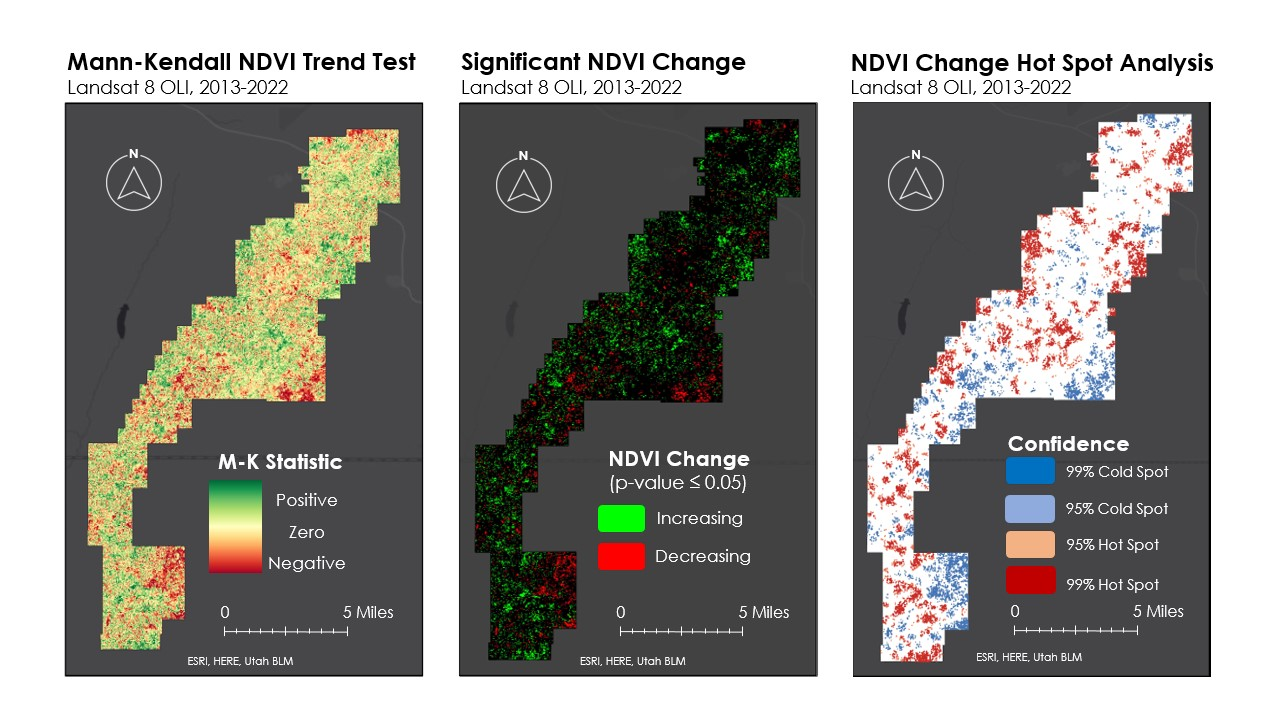 Mann-Kendall NDVI Trend Test
Landsat 8 OLI, 2013-2022
N
M-K Statistic
Positive
Zero
Negative
0 5 Miles
ESRI, HERE, Utah BLM
Significant NDVI Change
Landsat 8 OLI, 2013-2022
N
NDVI Change
(p-value ≤ 0.05)
Increasing
Decreasing
0 5 Miles
ESRI, HERE, Utah BLM
NDVI Change Hot Spot Analysis
Landsat 8 OLI, 2013-2022
N
Confidence
99% Cold Spot
95% Cold Spot
95% Hot Spot
99% Hot Spot
0 5 Miles
ESRI, HERE, Utah BLM